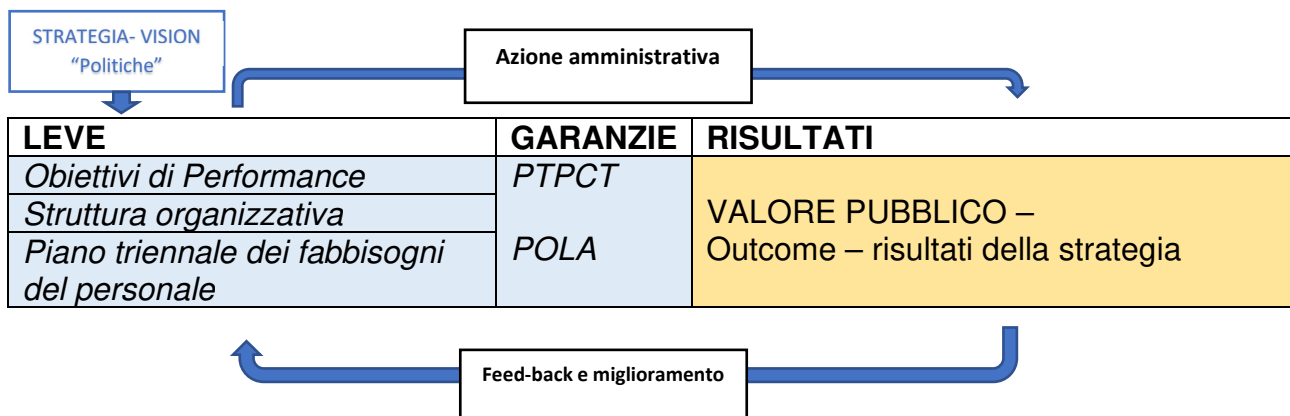 STRATEGIA- VISION
“Politiche”
Azione amministrativa
LEVE GARANZIE RISULTATI
Obiettivi di Performance PTPCT
Struttura organizzativa VALORE PUBBLICO –
Piano triennale dei fabbisogni POLA Outcome – risultati della strategia
del personale
Feed-back e miglioramento